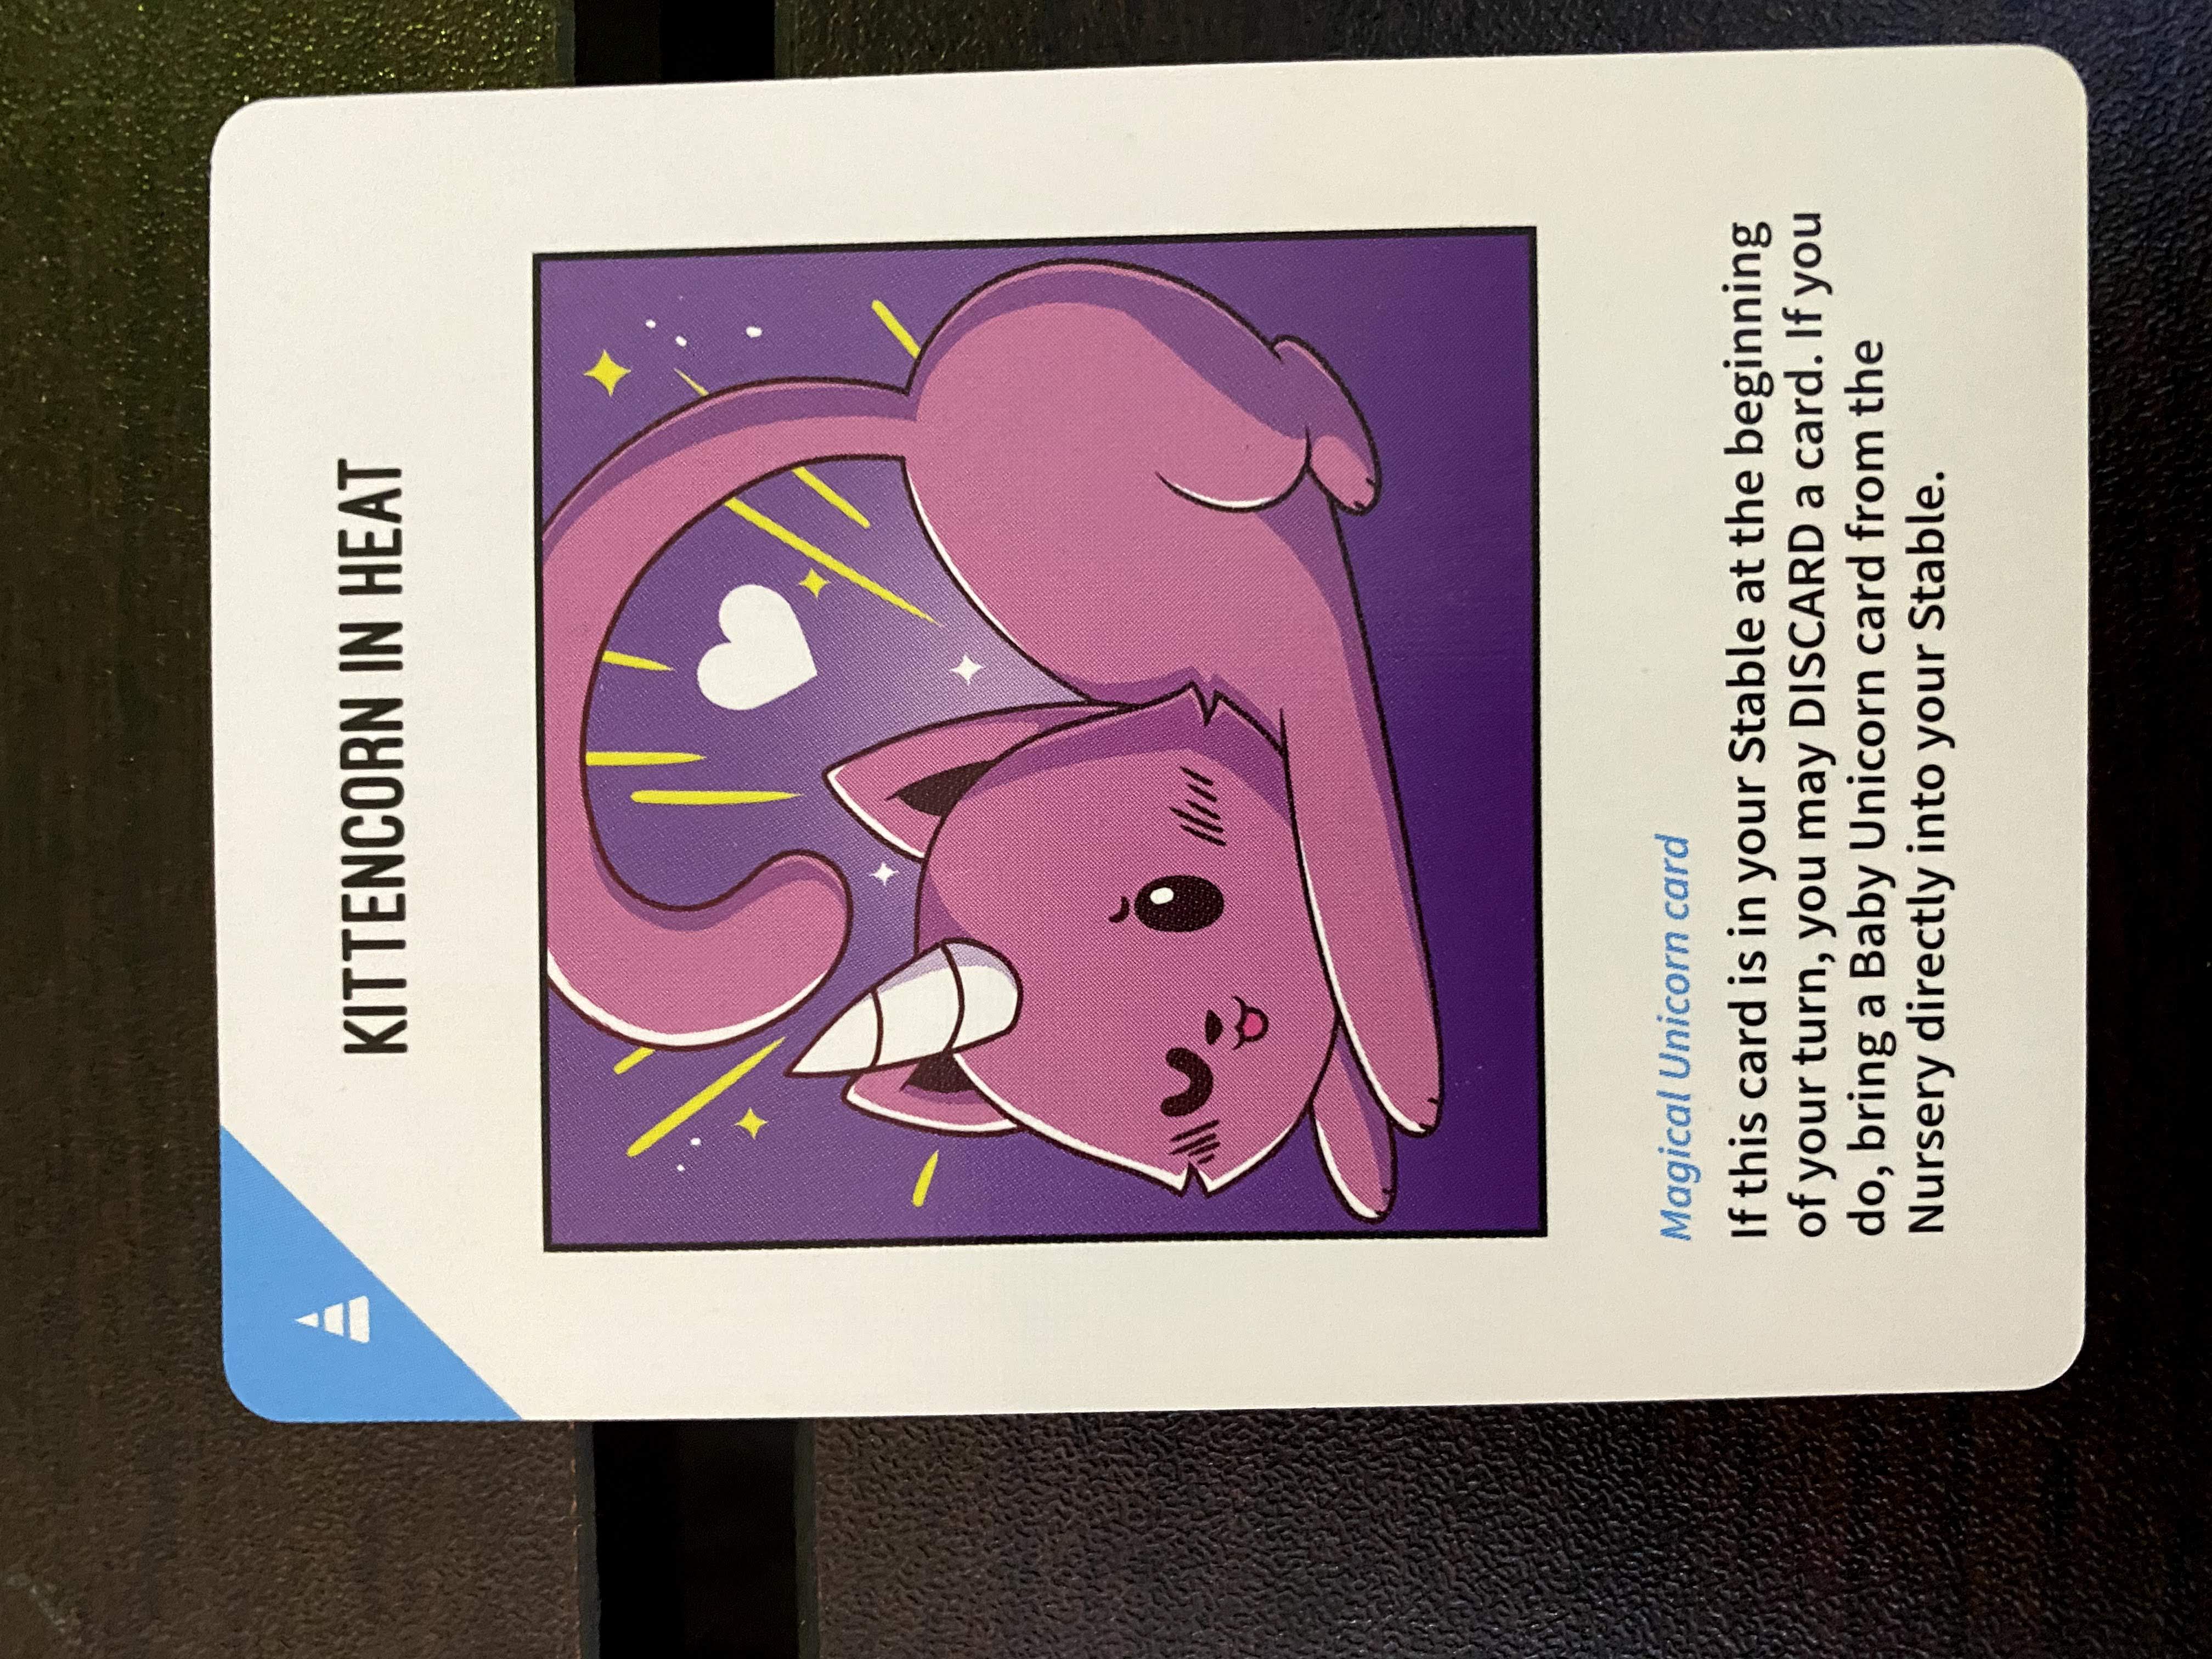 KITTENCORN IN HEAT
Magical Unicorn card
If this card is in your Stable at the beginning
of your turn, you may DISCARD a card. If you
do, bring a Baby Unicorn card from the
Nursery directly into your Stable.